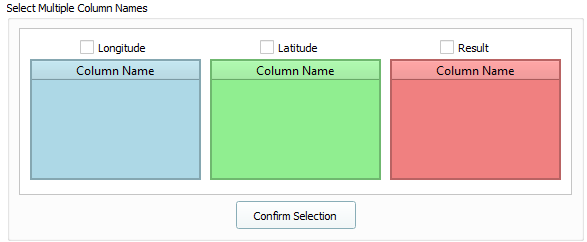 Select Multiple Column Names
Longitude Latitude Result
Column Name Column Name Column Name
Confirm Selection